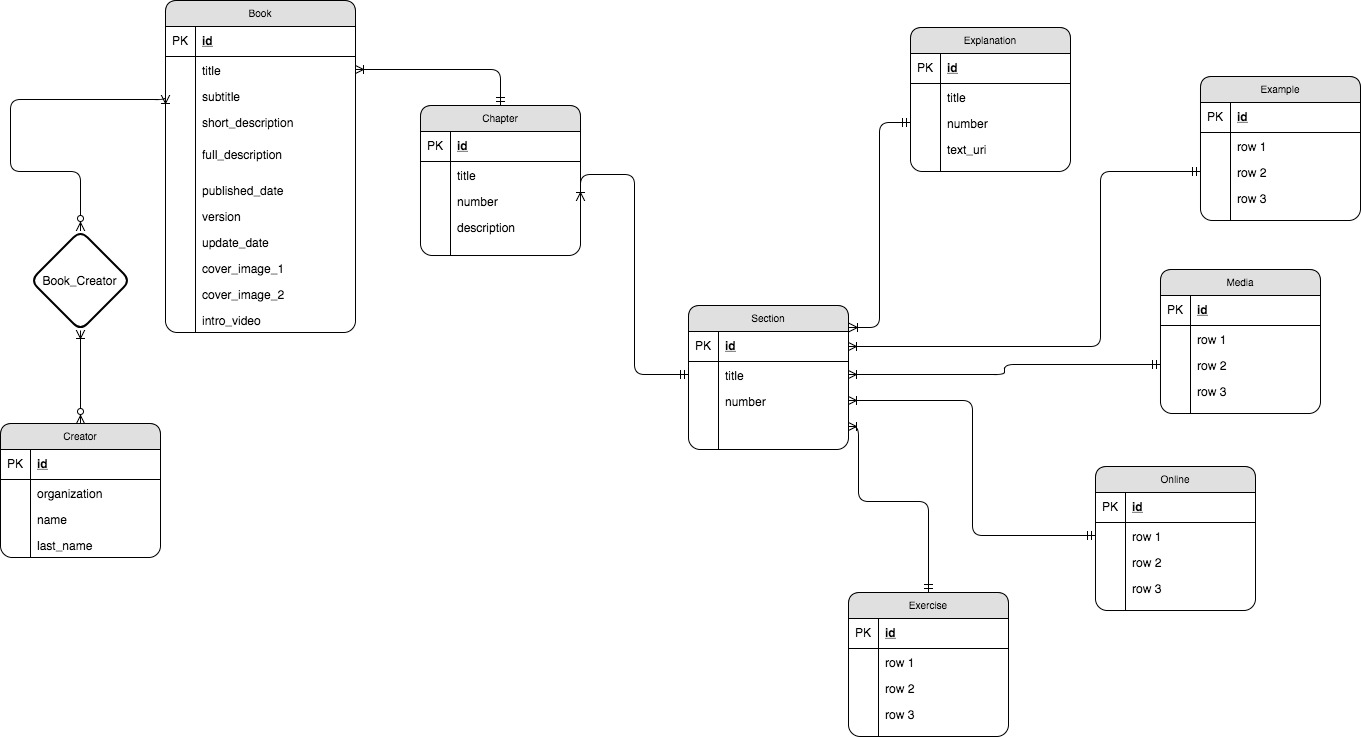 Book
PK id
title
subtitle
short_description
full_description
published_date
version
update_date
cover_image_1
cover_image_2
intro_video
Book_Creator
Creator
PK id
organization
name
last_name
Chapter
PK id
title
number
description
Section
PK id
title
number
Explanation
PK id
title
number
text_uri
Example
PK id
row 1
row 2
row 3
Media
PK id
row 1
row 2
row 3
Online
PK id
row 1
row 2
row 3
Exercise
PK id
row 1
row 2
row 3